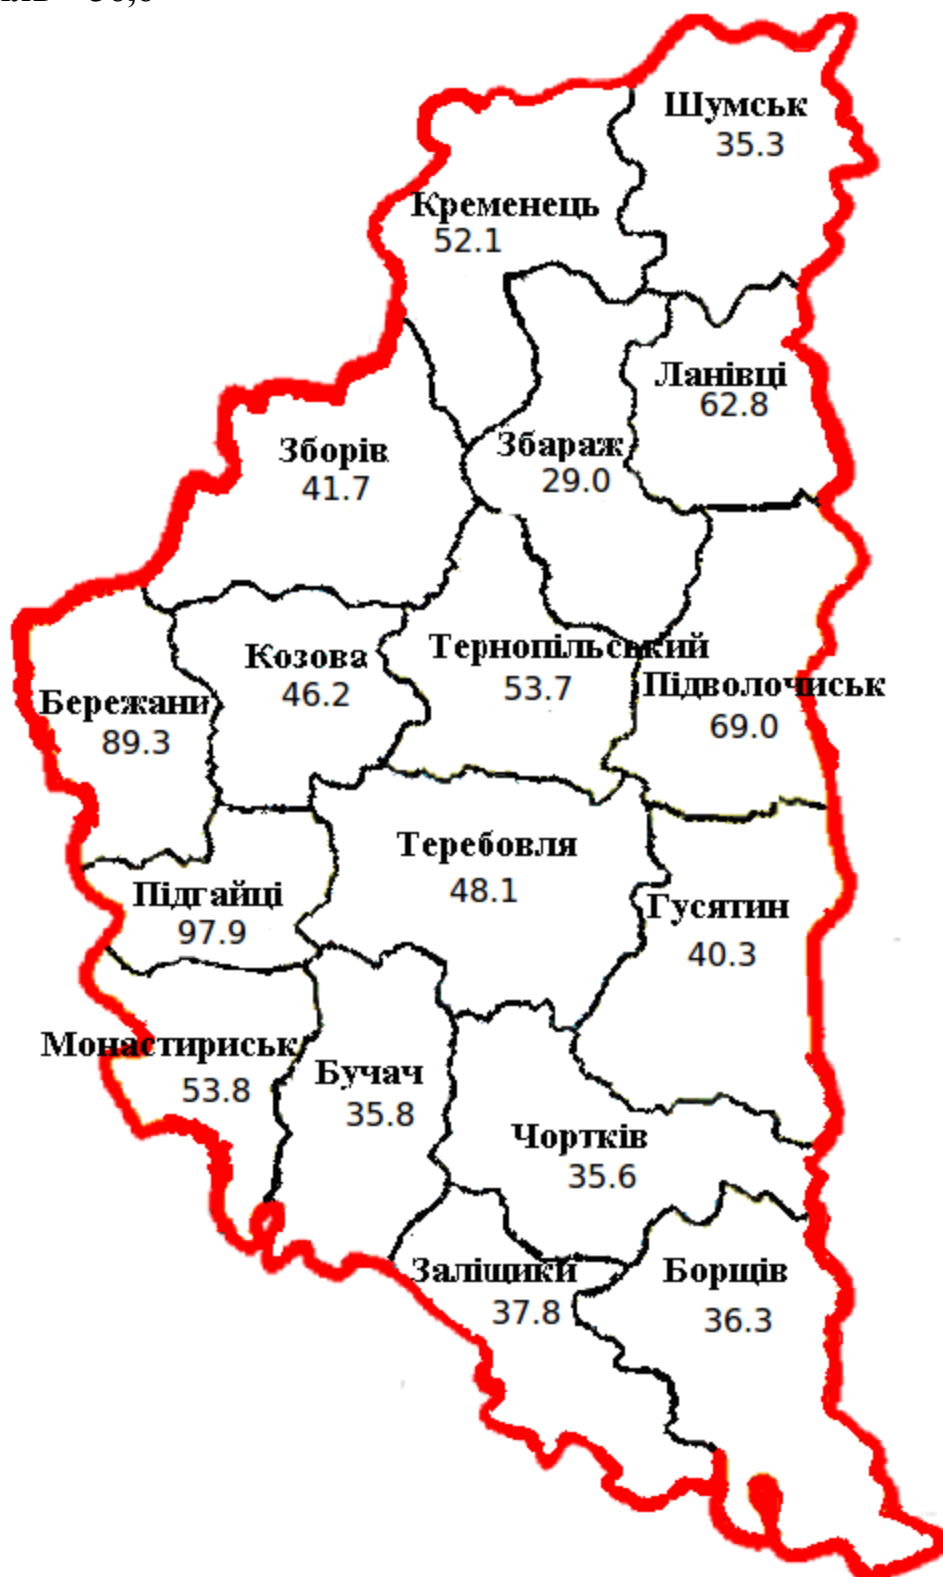 Шумськ
35.3
Кременець
52.1
Ланівці
62.8
Зборів
41.7
Збараж
29.0
Тернопільський
53.7
Козова
46.2
Підволочиськ
69.0
Бережани
89.3
Теребовля
48.1
Підгайці
97.9
Гусятин
40.3
Монастириськ
53.8
Бучач
35.8
Чортків
35.6
Заліщики
37.8
Борщів
36.3